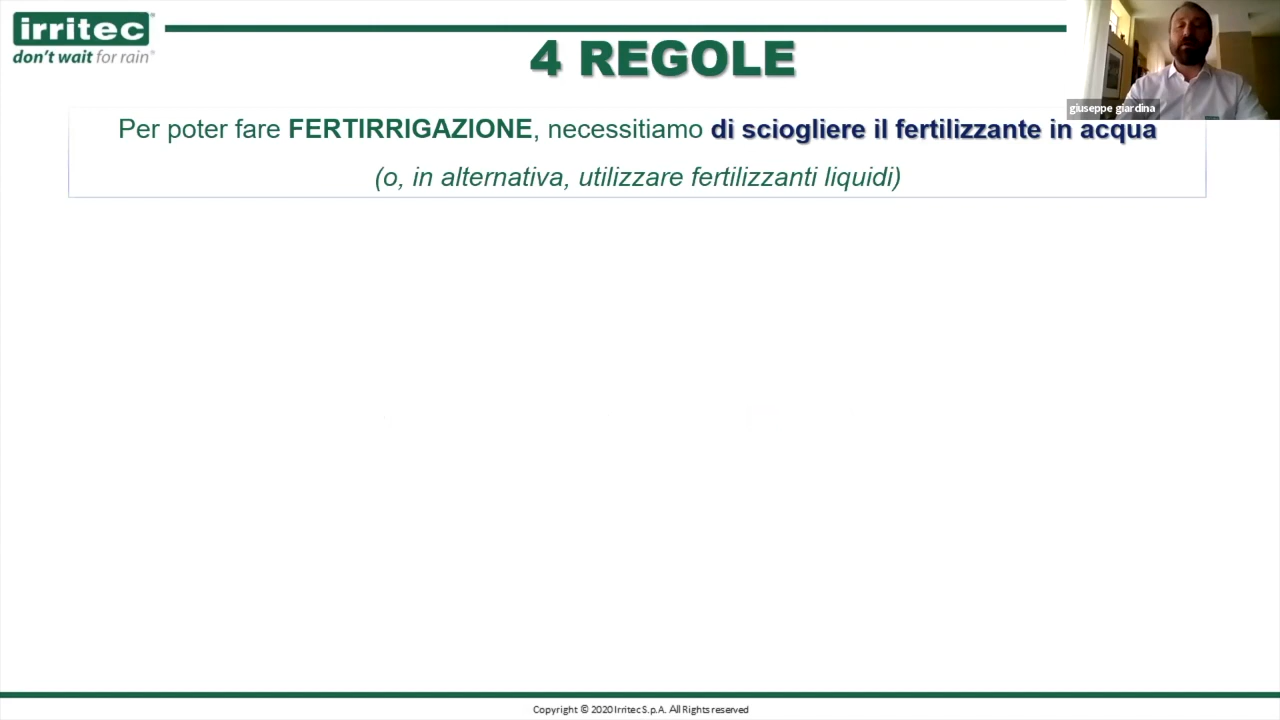 irritec
don't wait for rain®
4 REGOLE
giuseppe giardina
Per poter fare FERTIRRIGAZIONE, necessitiamo di sciogliere il fertilizzante in acqua
(o, in alternativa, utilizzare fertilizzanti liquidi)
Copyright © 2020 Irritec S.p.A. All Rights reserved